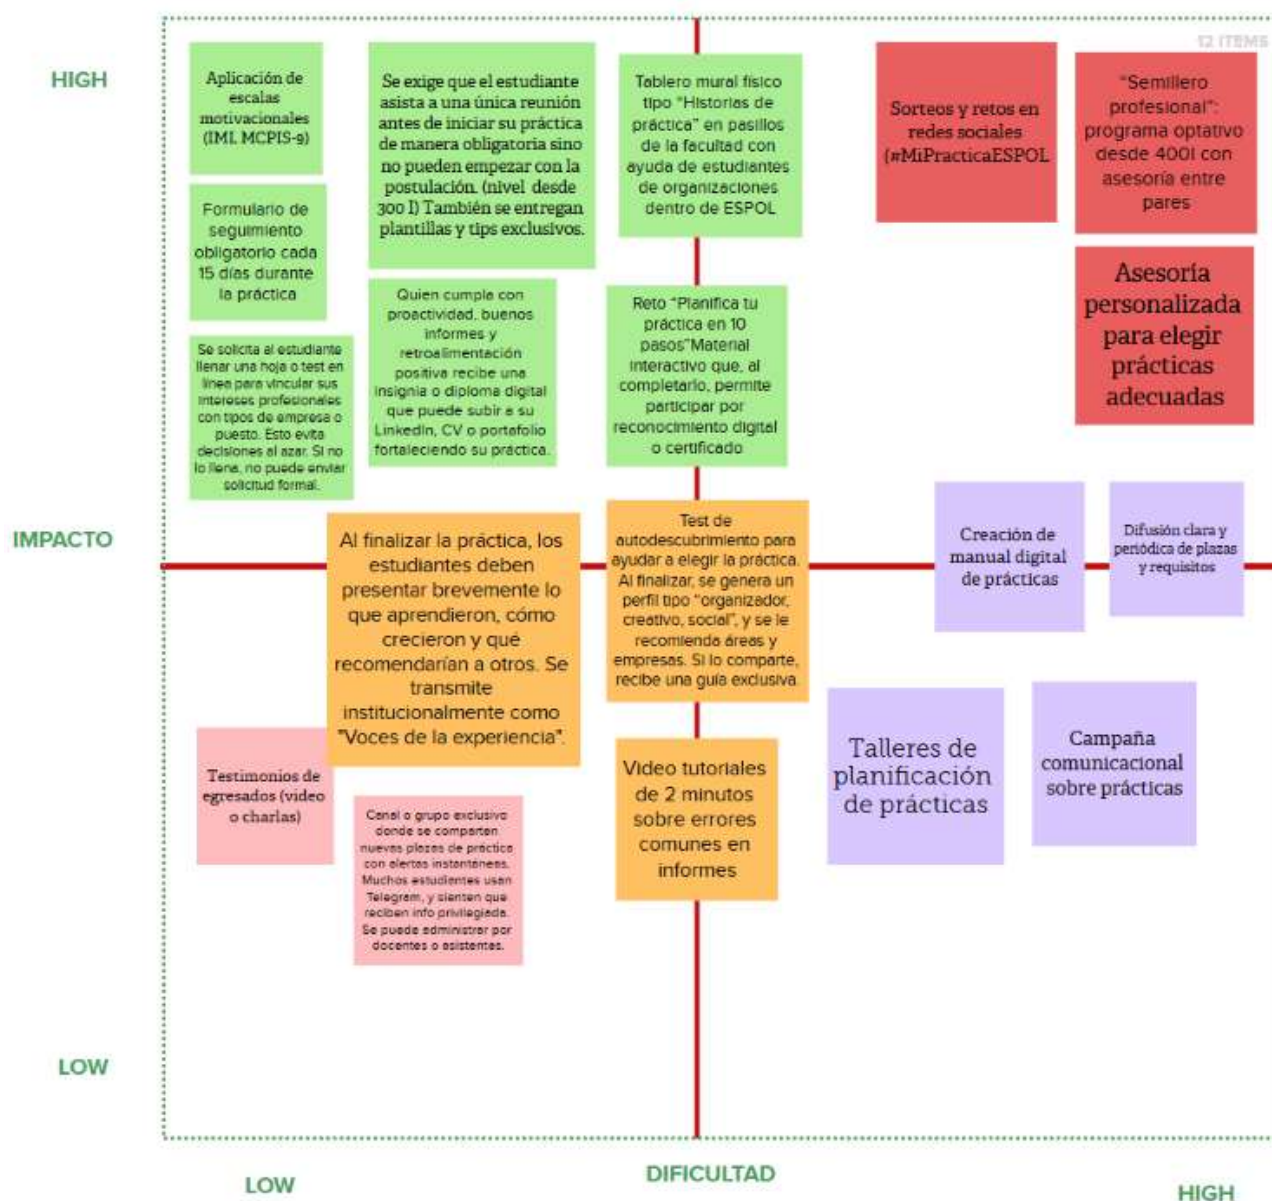 12 ITEMS
HIGH
Aplicación de
escalas
motivacionales
(IMI, MCPIS-9)
Se exige que el estudiante
asista a una única reunión
antes de iniciar su práctica
de manera obligatoria sino
no pueden empezar con la
postulación. (nivel desde
300 I) También se entregan
plantillas y tips exclusivos.
Tablero mural físico
tipo "Historias de
práctica" en pasillos
de la facultad con
ayuda de estudiantes
de organizaciones
dentro de ESPOL
Sorteos y retos en
redes sociales
(#MiPracticaESPOL
"Semillero
profesional":
programa optativo
desde 400I con
asesoría entre
pares
Formulario de
seguimiento
obligatorio cada
15 días durante
la práctica
Quien cumpla con
proactividad, buenos
informes y
retroalimentación
positiva recibe una
insignia o diploma digital
que puede subir a su
LinkedIn, CV o portafolio
fortaleciendo su práctica.
Reto "Planifica tu
práctica en 10
pasos"Material
interactivo que, al
completarlo, permite
participar por
reconocimiento digital
o certificado
Asesoría
personalizada
para elegir
prácticas
adecuadas
Se solicita al estudiante
llenar una hoja o test en
línea para vincular sus
intereses profesionales
con tipos de empresa o
puesto. Esto evita
decisiones al azar. Si no
lo llena, no puede enviar
solicitud formal.
IMPACTO
Al finalizar la práctica, los
estudiantes deben
presentar brevemente lo
que aprendieron, cómo
crecieron y qué
recomendarían a otros. Se
transmite
institucionalmente como
"Voces de la experiencia".
Test de
autodescubrimiento para
ayudar a elegir la práctica.
Al finalizar, se genera un
perfil tipo "organizador,
creativo, social", y se le
recomienda áreas y
empresas. Si lo comparte,
recibe una guía exclusiva.
Creación de
manual digital
de prácticas
Difusión clara y
periódica de plazas
y requisitos
Testimonios de
egresados (video
o charlas)
Canal o grupo exclusivo
donde se comparten
nuevas plazas de práctica
con alertas instantáneas.
Muchos estudiantes usan
Telegram, y sienten que
reciben info privilegiada.
Se puede administrar por
docentes o asistentes.
Video tutoriales
de 2 minutos
sobre errores
comunes en
informes
Talleres de
planificación
de prácticas
Campaña
comunicacional
sobre prácticas
LOW
LOW
DIFICULTAD
HIGH